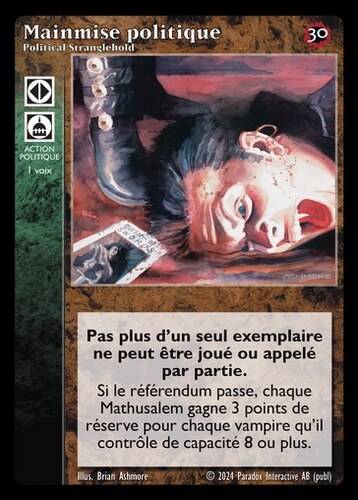 Mainmise politique
Political Stranglehold
30
ACTION
POLITIQUE
1 voix
ASHMORE
Pas plus d'un seul exemplaire
ne peut être joué ou appelé
par partie.
Si le référendum passe, chaque
Mathusalem gagne 3 points de
réserve pour chaque vampire qu'il
contrôle de capacité 8 ou plus.
Illus. Brian Ashmore
© 2024 Paradox Interactive AB (publ)